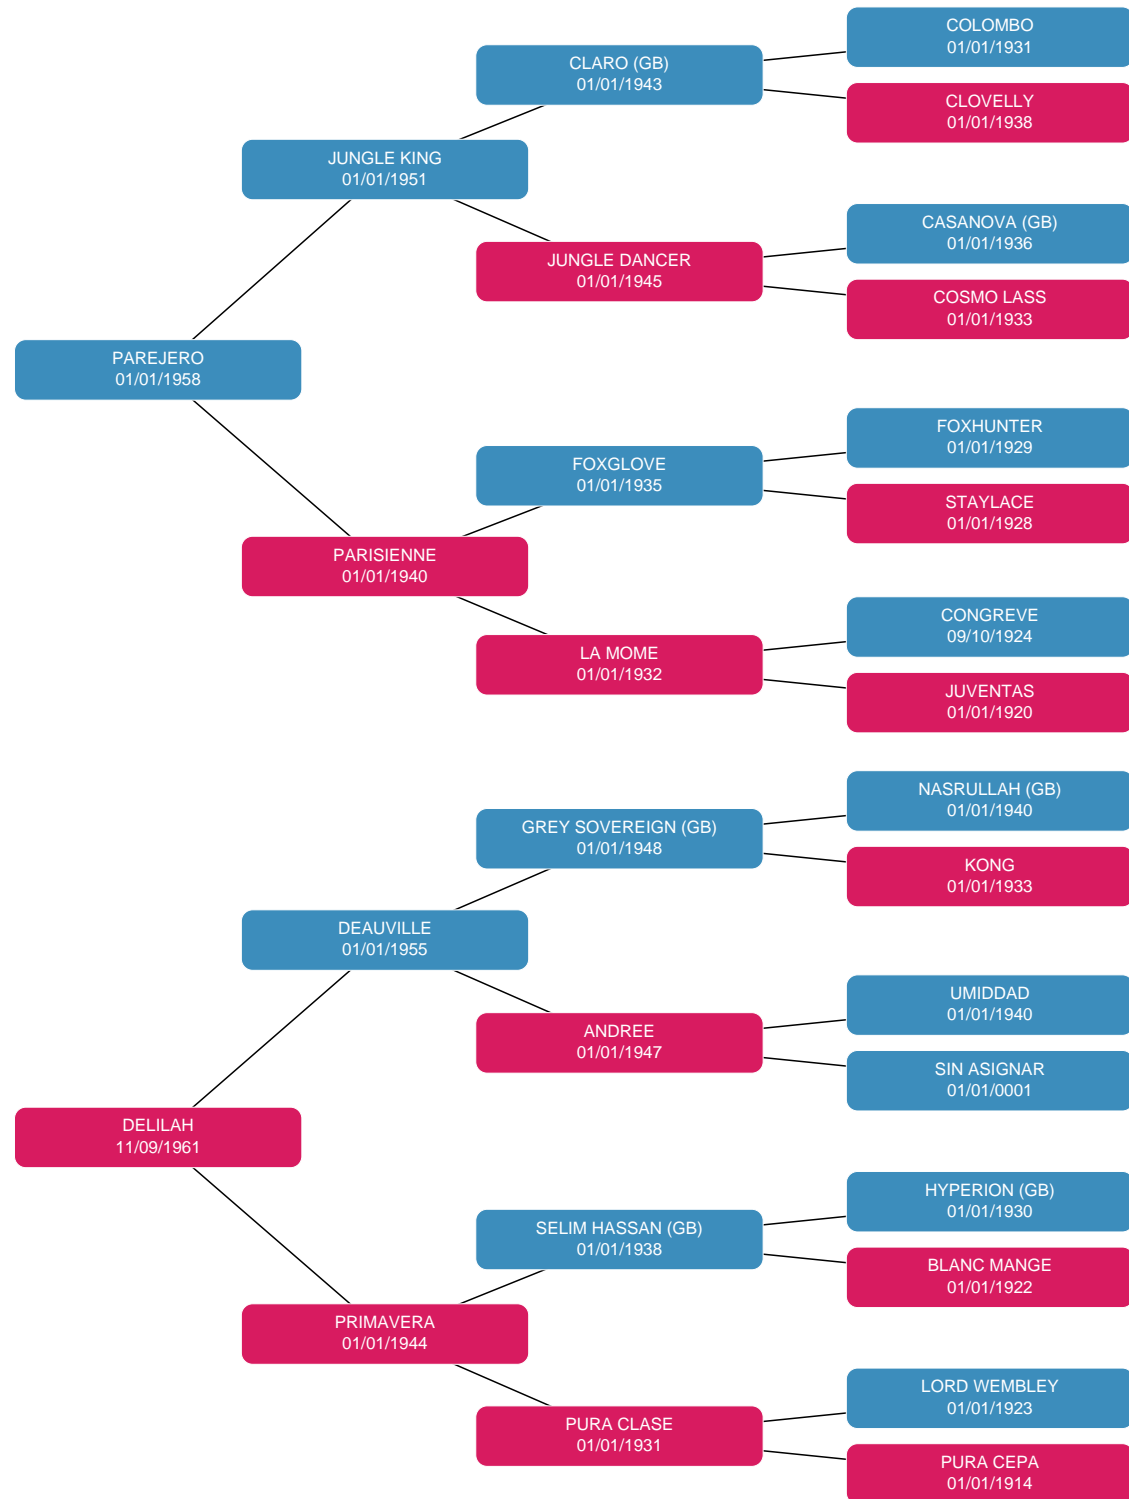 COLOMBO
01/01/1931
CLARO (GB)
01/01/1943
CLOVELLY
01/01/1938
JUNGLE KING
01/01/1951
CASANOVA (GB)
01/01/1936
JUNGLE DANCER
01/01/1945
COSMO LASS
01/01/1933
PAREJERO
01/01/1958
FOXHUNTER
01/01/1929
FOXGLOVE
01/01/1935
STAYLACE
01/01/1928
PARISIENNE
01/01/1940
CONGREVE
09/10/1924
LA MOME
01/01/1932
JUVENTAS
01/01/1920
NASRULLAH (GB)
01/01/1940
GREY SOVEREIGN (GB)
01/01/1948
KONG
01/01/1933
DEAUVILLE
01/01/1955
UMIDDAD
01/01/1940
ANDREE
01/01/1947
SIN ASIGNAR
01/01/0001
DELILAH
11/09/1961
HYPERION (GB)
01/01/1930
SELIM HASSAN (GB)
01/01/1938
BLANC MANGE
01/01/1922
PRIMAVERA
01/01/1944
LORD WEMBLEY
01/01/1923
PURA CLASE
01/01/1931
PURA CEPA
01/01/1914